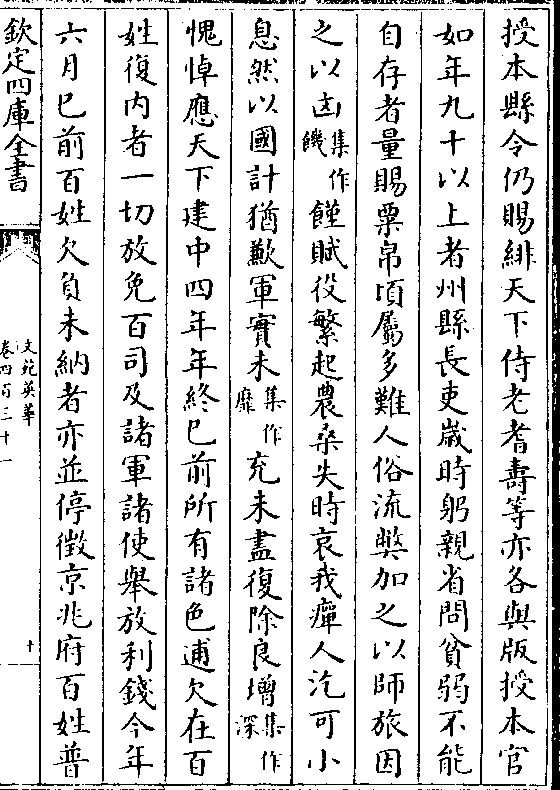 授本縣令仍賜緋天下侍老耆壽等亦各與版授本官
如年九十以上者州縣長吏歲時躬親省問貧弱不能
自存者量賜粟帛頃屬多難人俗流弊加之以師旅因
之以凶集作饑饉賦役繁起農桑失時哀我癉人汔可小
息然以國計猶歉軍實未集作靡充未盡復除良增集作深
愧悼應天下建中四年年終已前所有諸色逋欠在百
姓復内者一切放免百司及諸軍諸使舉放利錢今年
六月已前百姓欠負未納者亦並停徵京兆府百姓普
欽定四庫全書
文苑英華
卷四百三十一
十